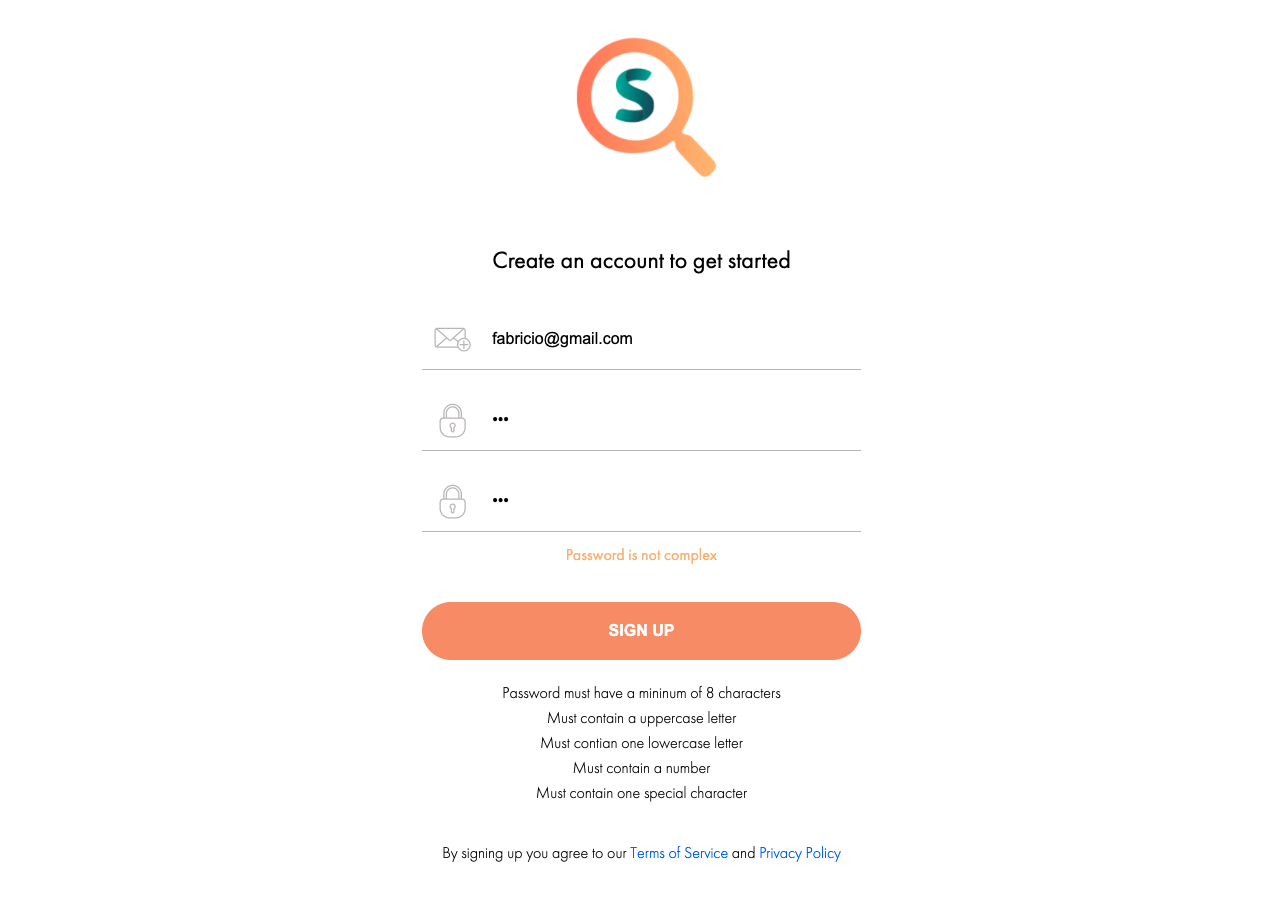 S
Create an account to get started
fabricio@gmail.com
•••
•••
Password is not complex
SIGN UP
Password must have a mininum of 8 characters
Must contain a uppercase letter
Must contian one lowercase letter
Must contain a number
Must contain one special character
By signing up you agree to our Terms of Service and Privacy Policy